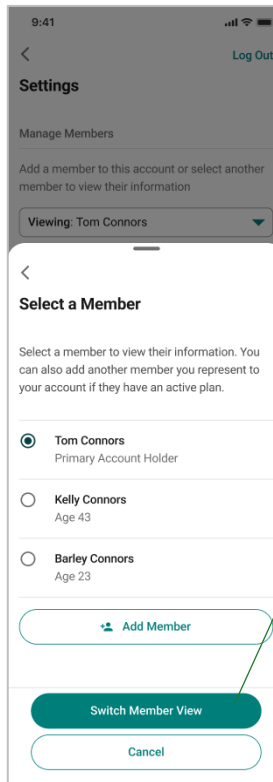 9:41
Log Out
Settings
Manage Members
Add a member to this account or select another
member to view their information
Viewing: Tom Connors
Select a Member
Select a member to view their information. You
can also add another member you represent to
your account if they have an active plan.
Tom Connors
Primary Account Holder
Kelly Connors
Age 43
Barley Connors
Age 23
Add Member
Switch Member View
Cancel